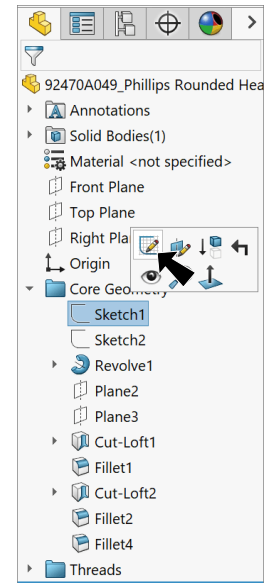 92470A049_Phillips Rounded Hea
Annotations
Solid Bodies(1)
Material <not specified>
Front Plane
Top Plane
Right Pla
Origin
Core Geometry
Sketch1
Sketch2
Revolve1
Plane2
Plane3
Cut-Loft1
Fillet1
Cut-Loft2
Fillet2
Fillet4
Threads